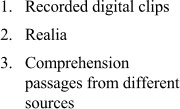 1. Recorded digital clips
2. Realia
3. Comprehension
passages from different
sources